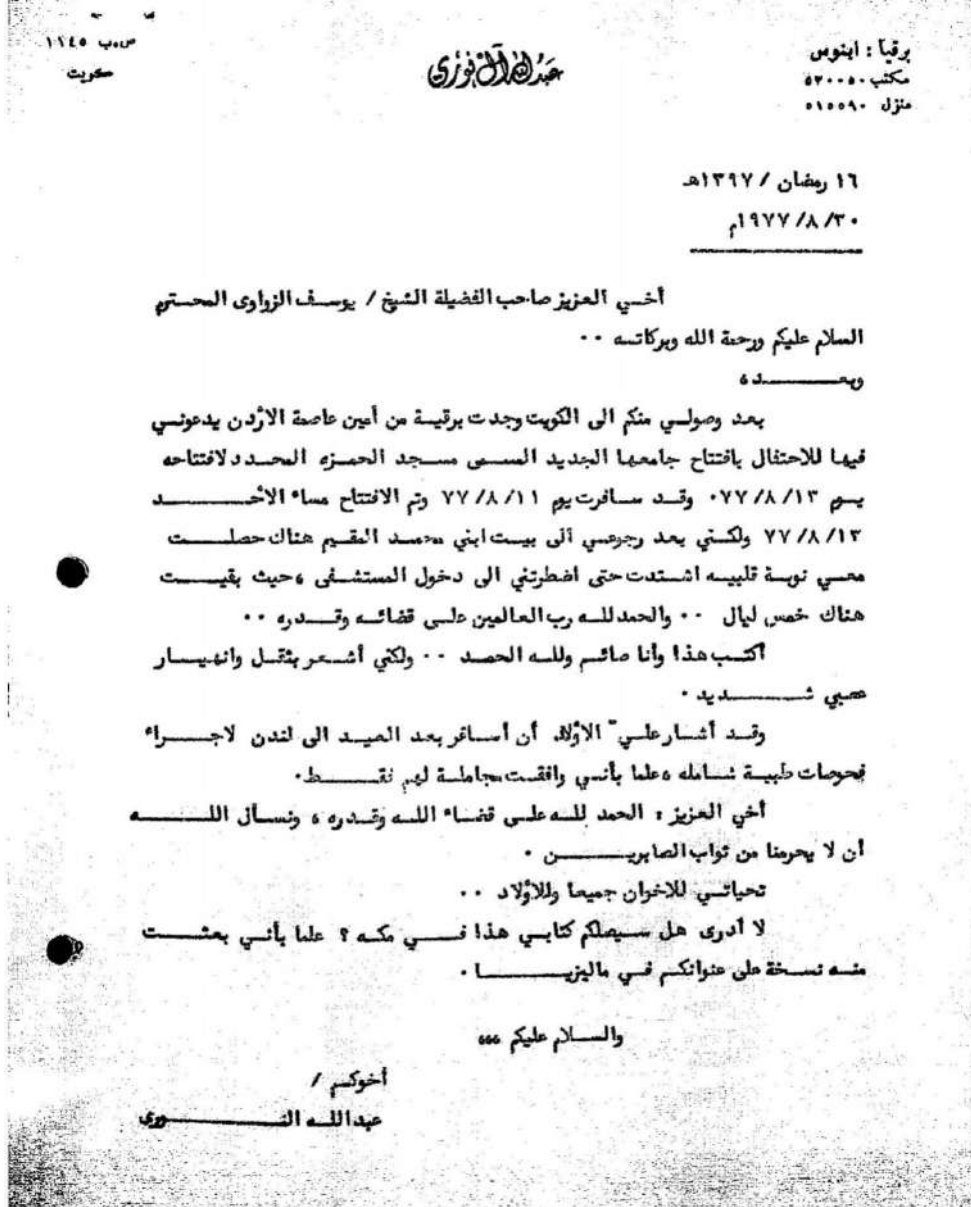 برقياً : ابنوس
مكتب ٥٣٠٠٥٠
منزل ٥١٥٥٩٠
عبدالله آل نوري
ص.ب ١٢٤٥
كويت
١٦ رمضان / ١٣٩٧هـ
٣٠/ ٨/ ١٩٧٧م
أخي العزيز صاحب الفضيلة الشيخ / يوسف الزواوى المحترم
السلام عليكم ورحمة الله وبركاته ..
وبعد ،
بعد وصولي منكم الى الكويت وجدت برقية من أمين عاصمة الأردن يدعوني
فيها للاحتفال بافتتاح جامعها الجديد المسمى مسجد الحمزه المحدد لافتتاحه
يوم ١٣/ ٨/ ٧٧. وقد سافرت يوم ١١/ ٨/ ٧٧ وتم الافتتاح مساء الأحد
١٣/ ٨/ ٧٧ ولكني بعد رجوعي الى بيت ابني محمد المقيم هناك حصلت
معي نوبة قلبيه اشتدت حتى اضطرتني الى دخول المستشفى ، حيث بقيت
هناك خمس ليال .. والحمد لله رب العالمين على قضائه وقدره ..
اكتب هذا وأنا صائم ولله الحمد .. ولكني أشعر بثقل وانهيار
عصبي شديد .
وقد أشار علي ّ الأولاد أن أسافر بعد العيد الى لندن لاجراء
فحوصات طبية شامله ، علما بأنني وافقت مجاملة لهم فقط.
أخي العزيز : الحمد لله على قضاء الله وقدره ، ونسأل الله
أن لا يحرمنا من ثواب الصابرين .
تحياتي للاخوان جميعا وللأولاد ..
لا أدرى هل سيصلكم كتابي هذا في مكه ؟ علما بأني بعثت
منه نسخة على عنوانكم في ماليزيا .
والسلام عليكم ،،،
أخوكم /
عبدالله النوري